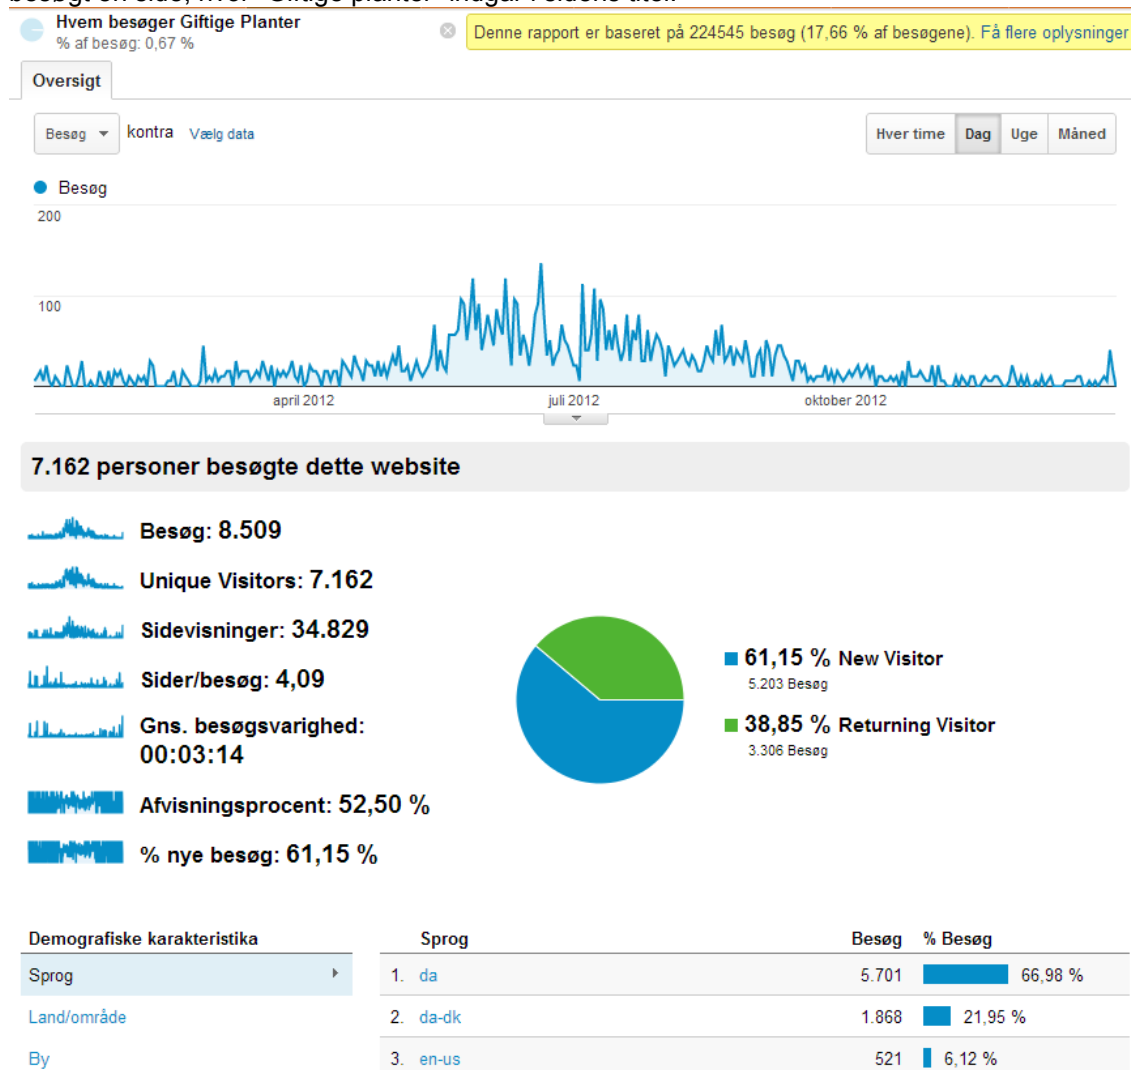 Hvem besøger Giftige Planter
% af besøg: 0,67 %
Denne rapport er baseret på 224545 besøg (17,66 % af besøgene). Få flere oplysninger
Oversigt
Besøg kontra Vælg data
Hver time Dag Uge Måned
Besøg
200
100
april 2012 juli 2012 oktober 2012
7.162 personer besøgte dette website
Besøg: 8.509
Unique Visitors: 7.162
Sidevisninger: 34.829
Sider/besøg: 4,09
Gns. besøgsvarighed:
00:03:14
Afvisningsprocent: 52,50 %
% nye besøg: 61,15 %
61,15 % New Visitor
5.203 Besøg
38,85 % Returning Visitor
3.306 Besøg
Demografiske karakteristika Sprog Besøg % Besøg
Sprog 1. da 5.701 66,98 %
Land/område 2. da-dk 1.868 21,95 %
By 3. en-us 521 6,12 %